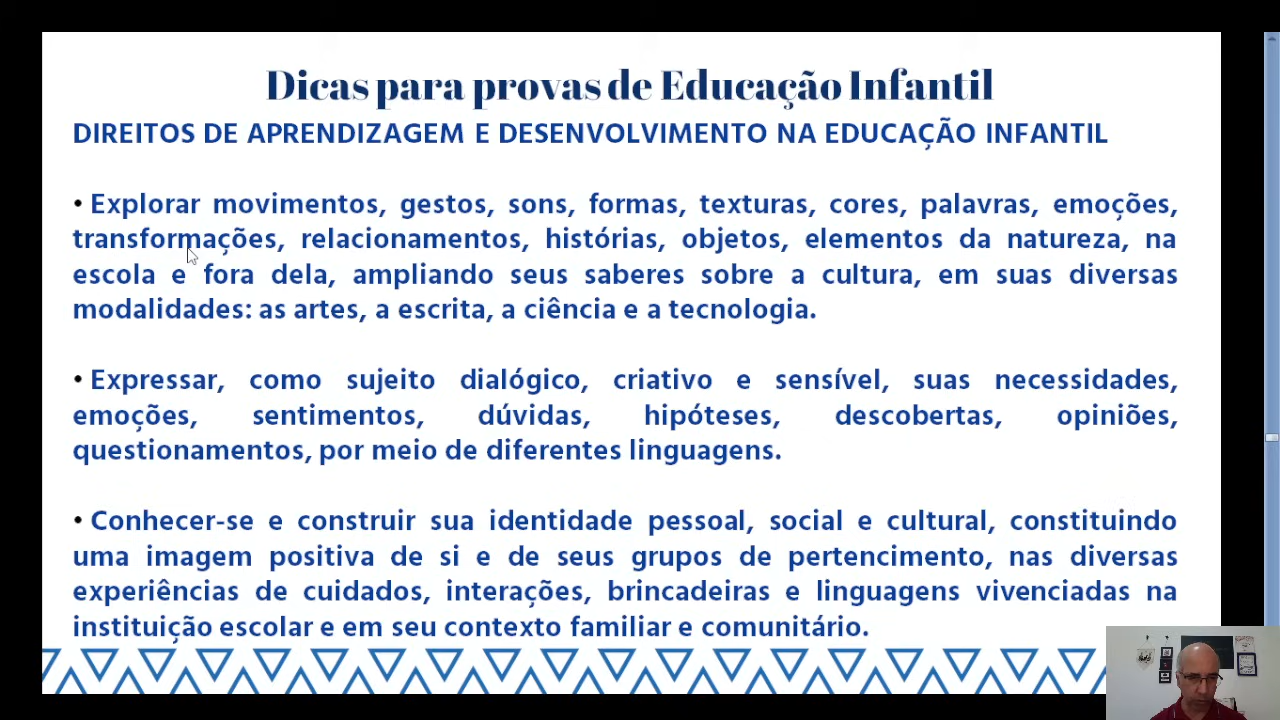 Dicas para provas de Educação Infantil
DIREITOS DE APRENDIZAGEM E DESENVOLVIMENTO NA EDUCAÇÃO INFANTIL
• Explorar movimentos, gestos, sons, formas, texturas, cores, palavras, emoções,
transformações, relacionamentos, histórias, objetos, elementos da natureza, na
escola e fora dela, ampliando seus saberes sobre a cultura, em suas diversas
modalidades: as artes, a escrita, a ciência e a tecnologia.
• Expressar, como sujeito dialógico, criativo e sensível, suas necessidades,
emoções, sentimentos, dúvidas, hipóteses, descobertas, opiniões,
questionamentos, por meio de diferentes linguagens.
• Conhecer-se e construir sua identidade pessoal, social e cultural, constituindo
uma imagem positiva de si e de seus grupos de pertencimento, nas diversas
experiências de cuidados, interações, brincadeiras e linguagens vivenciadas na
instituição escolar e em seu contexto familiar e comunitário.